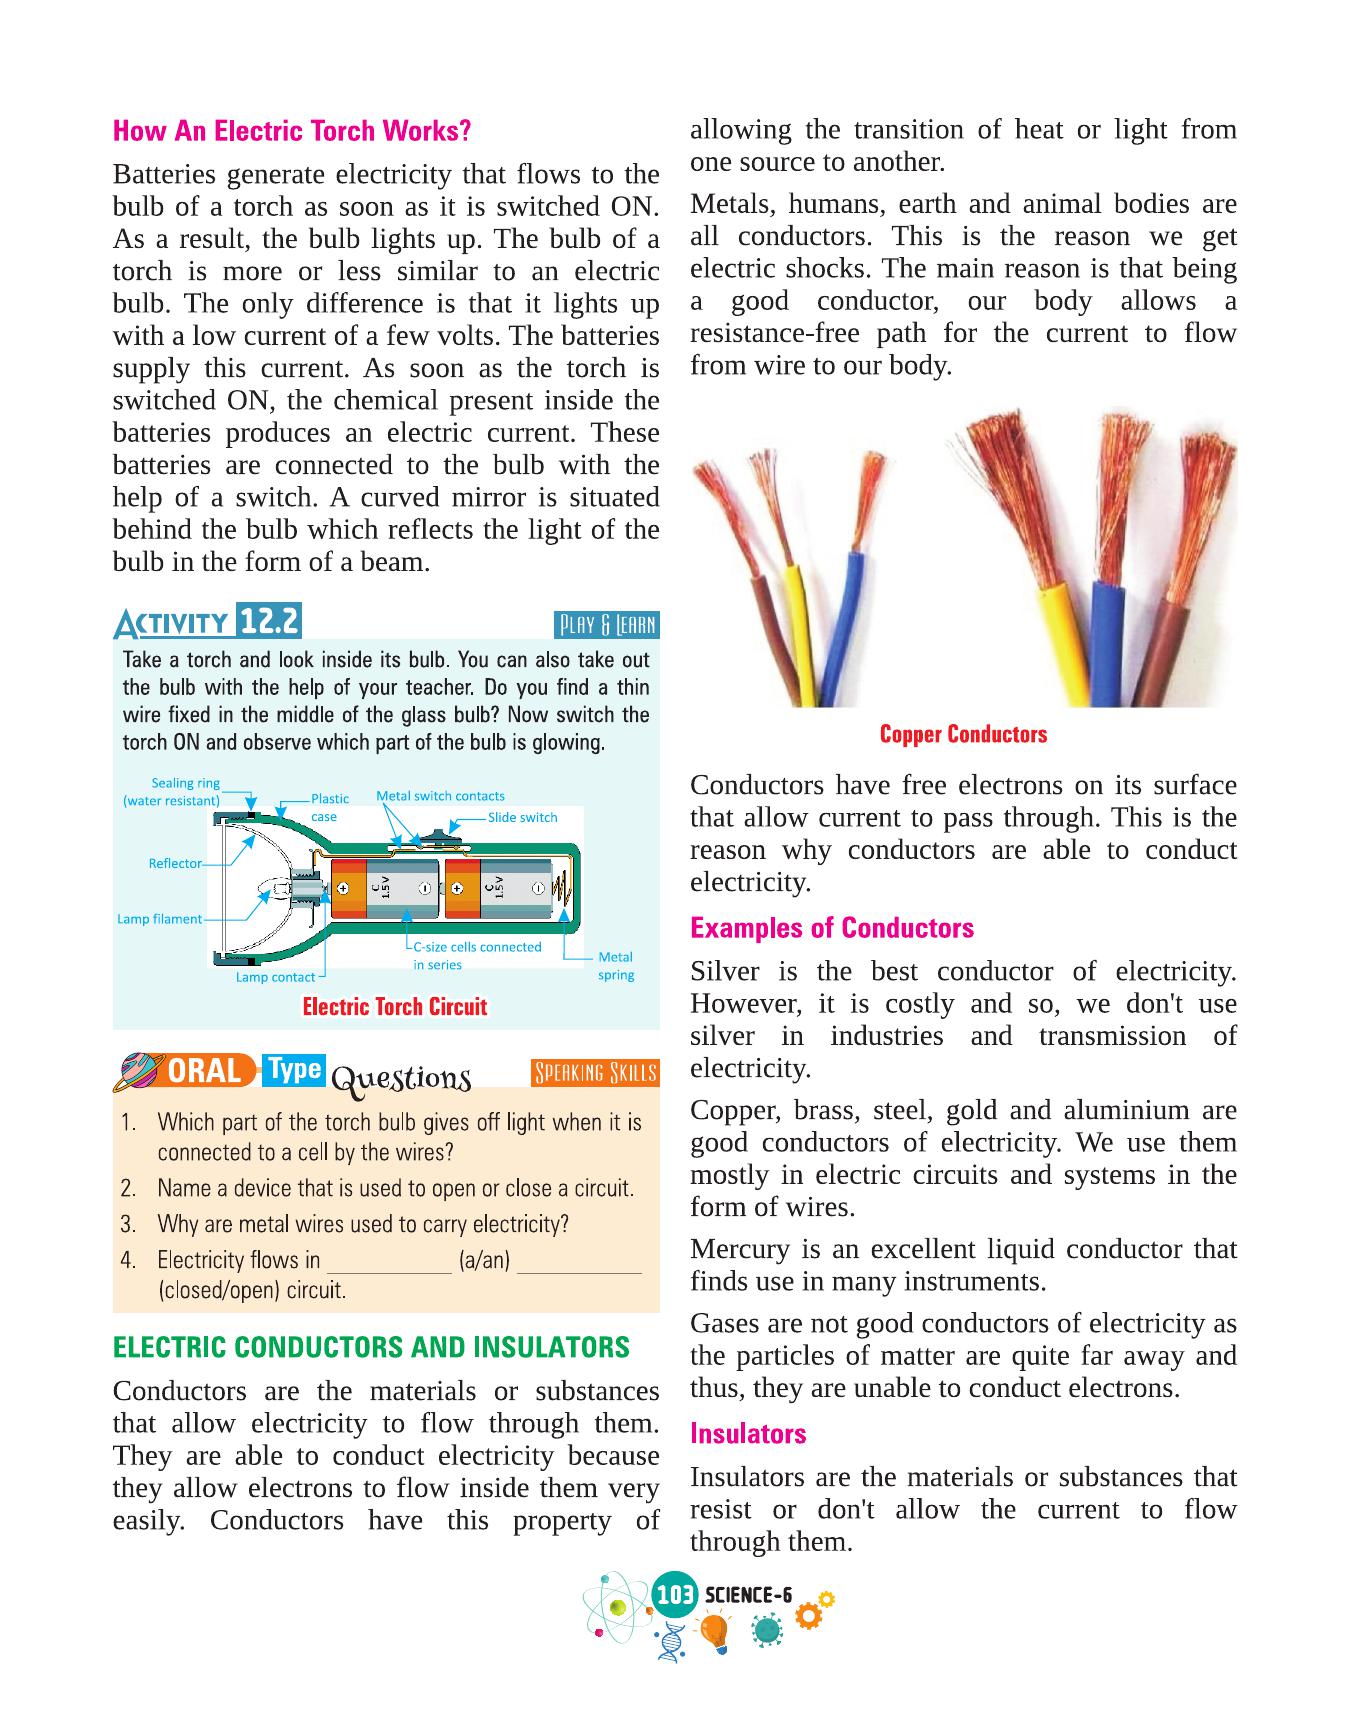 How An Electric Torch Works?
Batteries generate electricity that flows to the
bulb of a torch as soon as it is switched ON.
As a result, the bulb lights up. The bulb of a
torch is more or less similar to an electric
bulb. The only difference is that it lights up
with a low current of a few volts. The batteries
supply this current. As soon as the torch is
switched ON, the chemical present inside the
batteries produces an electric current. These
batteries are connected to the bulb with the
help of a switch. A curved mirror is situated
behind the bulb which reflects the light of the
bulb in the form of a beam.
ACTIVITY 12.2
PLAY & LEARN
Take a torch and look inside its bulb. You can also take out
the bulb with the help of your teacher. Do you find a thin
wire fixed in the middle of the glass bulb? Now switch the
torch ON and observe which part of the bulb is glowing.
Sealing ring
(water resistant)
Plastic
case
Metal switch contacts
Slide switch
Reflector
Lamp filament
+
C
1.5 V
−
+
C
1.5 V
−
C-size cells connected
in series
Metal
spring
Lamp contact
Electric Torch Circuit
ORAL Type Questions
SPEAKING SKILLS
1. Which part of the torch bulb gives off light when it is
connected to a cell by the wires?
2. Name a device that is used to open or close a circuit.
3. Why are metal wires used to carry electricity?
4. Electricity flows in __________ (a/an) __________
(closed/open) circuit.
ELECTRIC CONDUCTORS AND INSULATORS
Conductors are the materials or substances
that allow electricity to flow through them.
They are able to conduct electricity because
they allow electrons to flow inside them very
easily. Conductors have this property of
allowing the transition of heat or light from
one source to another.
Metals, humans, earth and animal bodies are
all conductors. This is the reason we get
electric shocks. The main reason is that being
a good conductor, our body allows a
resistance-free path for the current to flow
from wire to our body.
Copper Conductors
Conductors have free electrons on its surface
that allow current to pass through. This is the
reason why conductors are able to conduct
electricity.
Examples of Conductors
Silver is the best conductor of electricity.
However, it is costly and so, we don't use
silver in industries and transmission of
electricity.
Copper, brass, steel, gold and aluminium are
good conductors of electricity. We use them
mostly in electric circuits and systems in the
form of wires.
Mercury is an excellent liquid conductor that
finds use in many instruments.
Gases are not good conductors of electricity as
the particles of matter are quite far away and
thus, they are unable to conduct electrons.
Insulators
Insulators are the materials or substances that
resist or don't allow the current to flow
through them.
103 SCIENCE-6